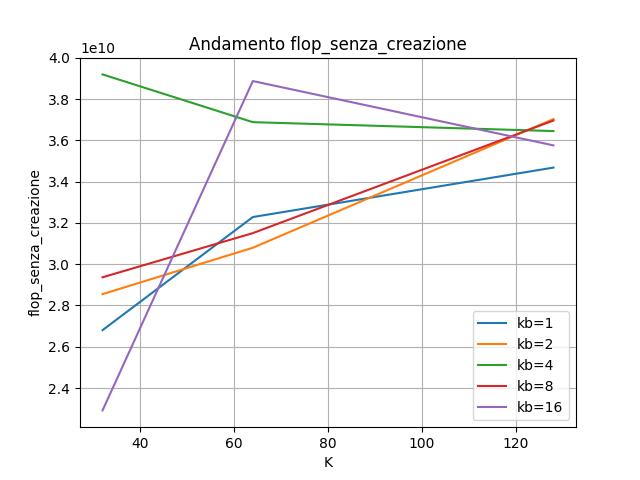 Andamento flop_senza_creazione
1e10
4.0
3.8
3.6
3.4
3.2
3.0
2.8
2.6
2.4
flop_senza_creazione
40
60
80
100
120
K
kb=1
kb=2
kb=4
kb=8
kb=16